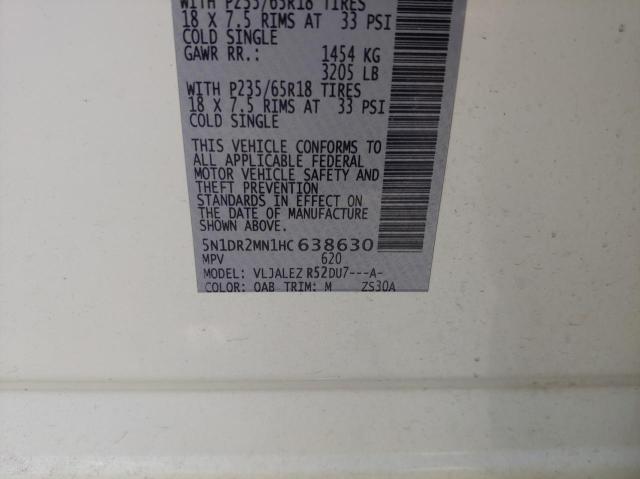 WITH P235/65R18 TIRES
18 X 7.5 RIMS AT 33 PSI
COLD SINGLE
GAWR RR.: 1454 KG
3205 LB
WITH P235/65R18 TIRES
18 X 7.5 RIMS AT 33 PSI
COLD SINGLE
THIS VEHICLE CONFORMS TO
ALL APPLICABLE FEDERAL
MOTOR VEHICLE SAFETY AND
THEFT PREVENTION
STANDARDS IN EFFECT ON
THE DATE OF MANUFACTURE
SHOWN ABOVE.
5N1DR2MN1HC638630
MPV 620
MODEL: VLJALEZ R52DU7---A-
COLOR: QAB TRIM: M ZS30A